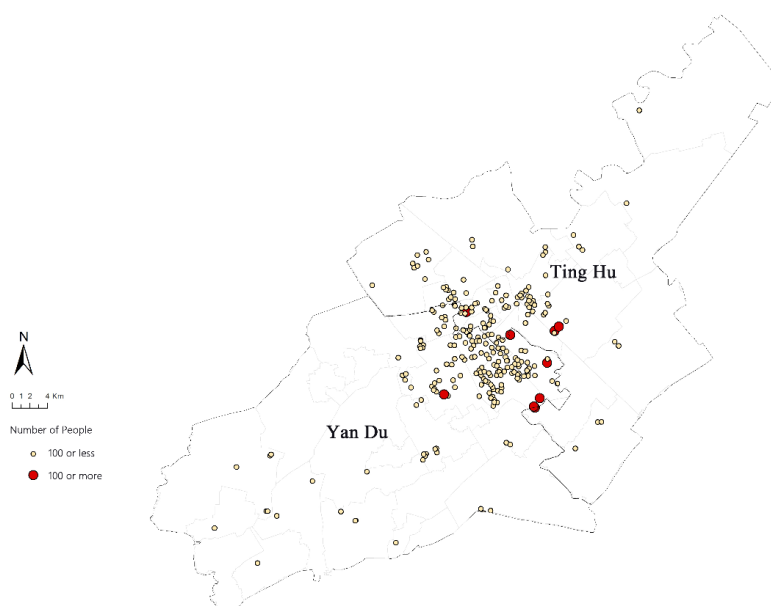 Ting Hu
N
0 1 2 4 Km
Number of People
Yan Du
100 or less
100 or more